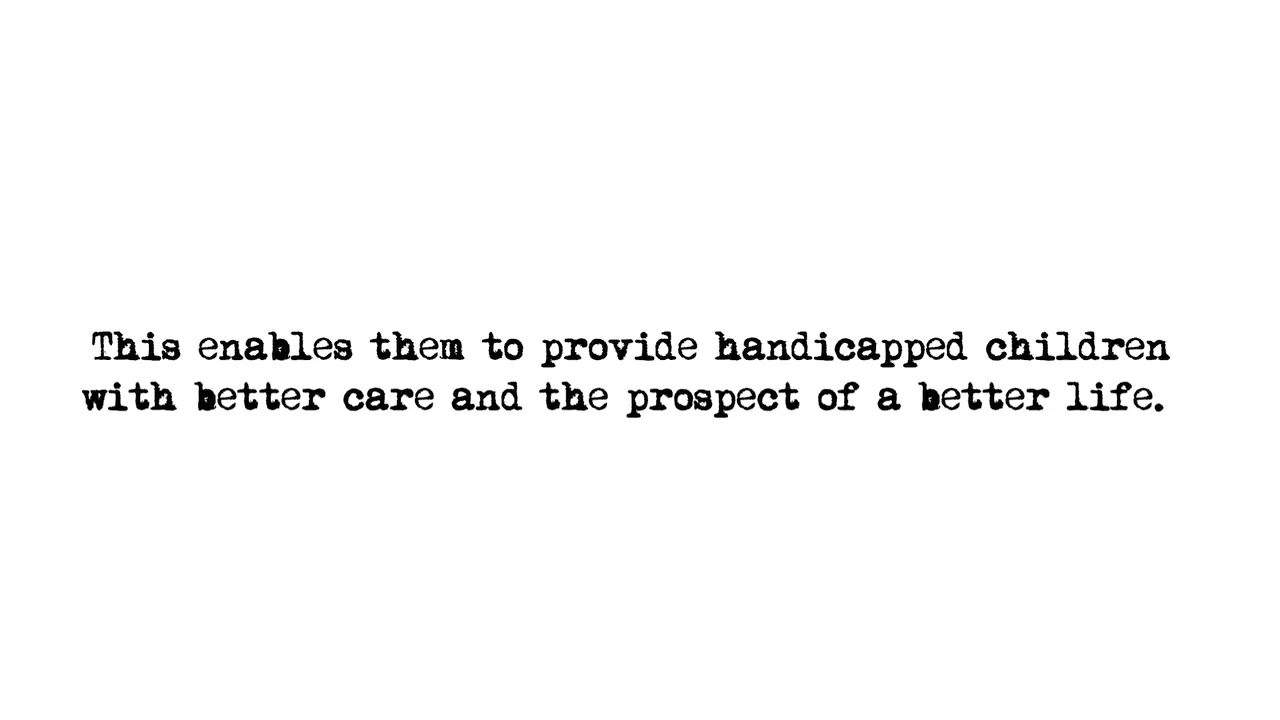 This enables them to provide handicapped children
with better care and the prospect of a better life.